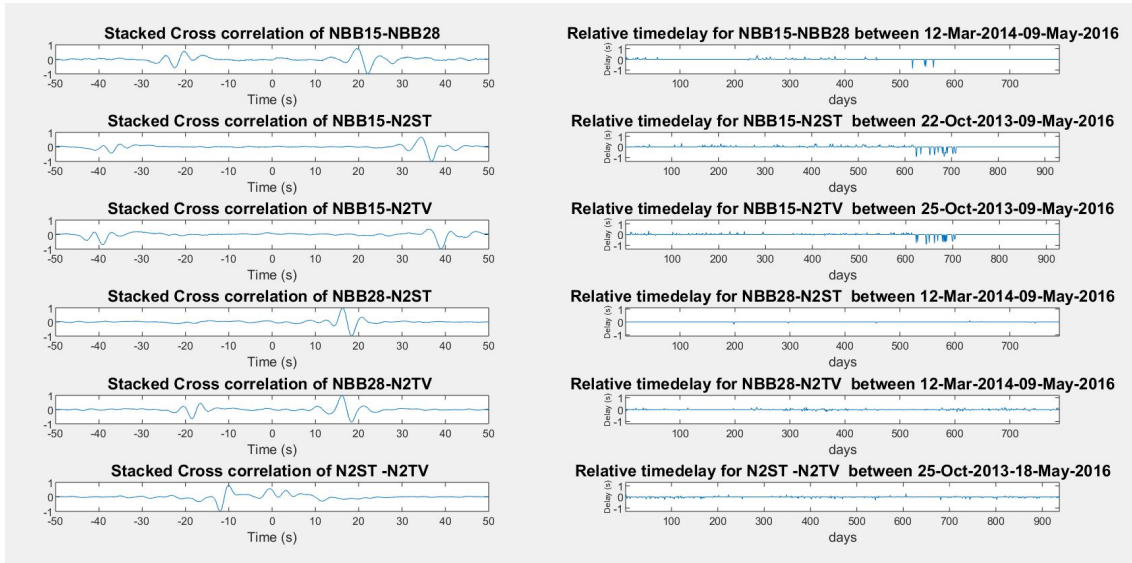 Stacked Cross correlation of NBB15-NBB28
1
0
-1
-50 -40 -30 -20 -10 0 10 20 30 40 50
Time (s)
Relative timedelay for NBB15-NBB28 between 12-Mar-2014-09-May-2016
Delay (s)
1
0
-1
100 200 300 400 500 600 700
days
Stacked Cross correlation of NBB15-N2ST
1
0
-1
-50 -40 -30 -20 -10 0 10 20 30 40 50
Time (s)
Relative timedelay for NBB15-N2ST between 22-Oct-2013-09-May-2016
Delay (s)
1
0
-1
100 200 300 400 500 600 700 800 900
days
Stacked Cross correlation of NBB15-N2TV
1
0
-1
-50 -40 -30 -20 -10 0 10 20 30 40 50
Time (s)
Relative timedelay for NBB15-N2TV between 25-Oct-2013-09-May-2016
Delay (s)
1
0
-1
100 200 300 400 500 600 700 800 900
days
Stacked Cross correlation of NBB28-N2ST
1
0
-1
-50 -40 -30 -20 -10 0 10 20 30 40 50
Time (s)
Relative timedelay for NBB28-N2ST between 12-Mar-2014-09-May-2016
Delay (s)
1
0
-1
100 200 300 400 500 600 700
days
Stacked Cross correlation of NBB28-N2TV
1
0
-1
-50 -40 -30 -20 -10 0 10 20 30 40 50
Time (s)
Relative timedelay for NBB28-N2TV between 12-Mar-2014-09-May-2016
Delay (s)
1
0
-1
100 200 300 400 500 600 700
days
Stacked Cross correlation of N2ST -N2TV
1
0
-1
-50 -40 -30 -20 -10 0 10 20 30 40 50
Time (s)
Relative timedelay for N2ST -N2TV between 25-Oct-2013-18-May-2016
Delay (s)
1
0
-1
100 200 300 400 500 600 700 800 900
days